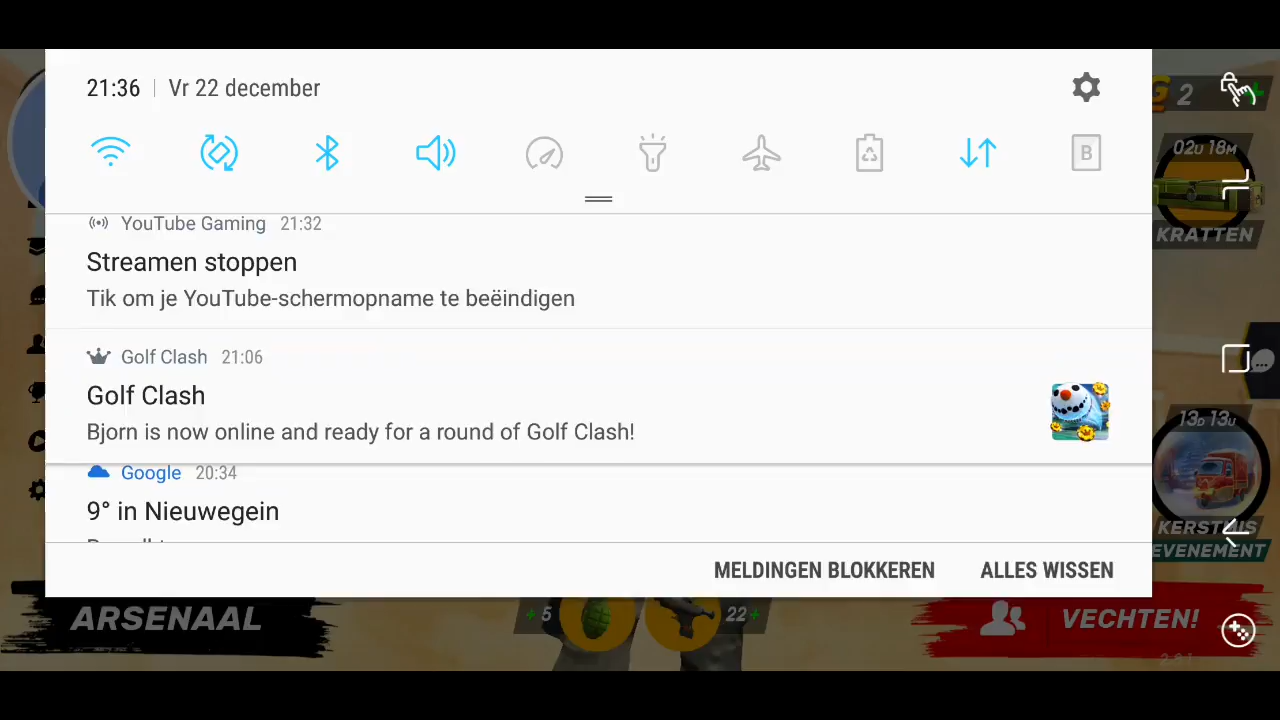 21:36 | Vr 22 december
B
YouTube Gaming 21:32
Streamen stoppen
Tik om je YouTube-schermopname te beëindigen
Golf Clash 21:06
Golf Clash
Bjorn is now online and ready for a round of Golf Clash!
Google 20:34
9° in Nieuwegein
MELDINGEN BLOKKEREN ALLES WISSEN
G 2
02U 18M
KRATTEN
13D 13U
KERSTMIS
EVENEMENT
ARSENAAL
+5
22+
VECHTEN!